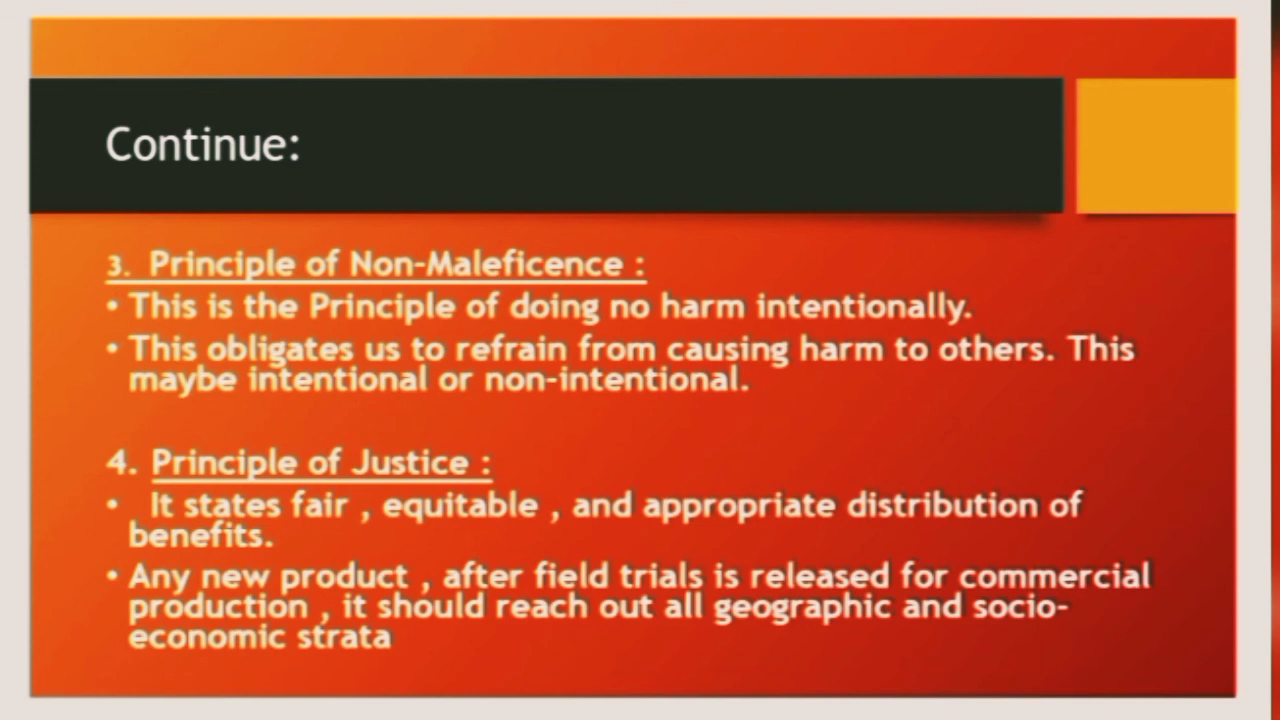 Continue:
3. Principle of Non-Maleficence :
• This is the Principle of doing no harm intentionally.
• This obligates us to refrain from causing harm to others. This
maybe intentional or non-intentional.
4. Principle of Justice :
• It states fair , equitable , and appropriate distribution of
benefits.
• Any new product , after field trials is released for commercial
production , it should reach out all geographic and socio-
economic strata